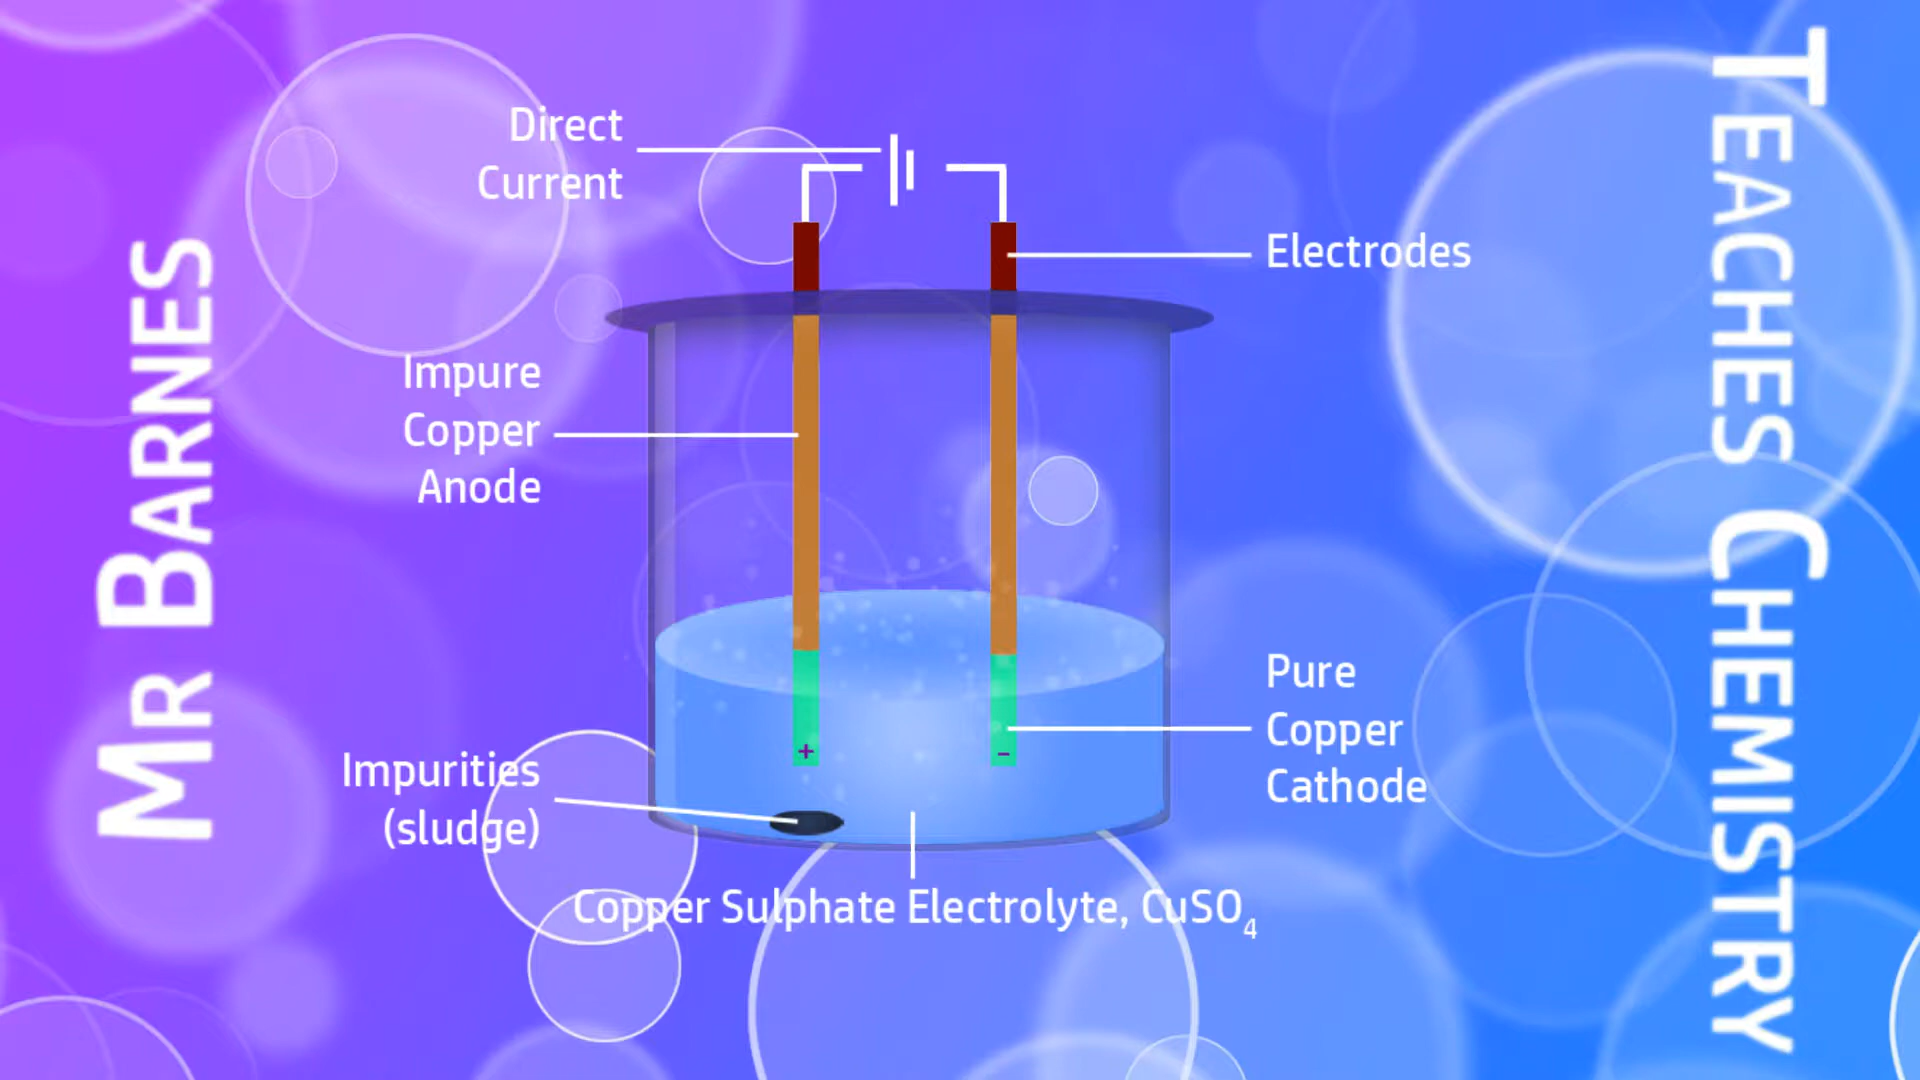 Mr Barnes
Teaches Chemistry
Direct
Current
Electrodes
Impure
Copper
Anode
Pure
Copper
Cathode
+
-
Impurities
(sludge)
Copper Sulphate Electrolyte, CuSO₄